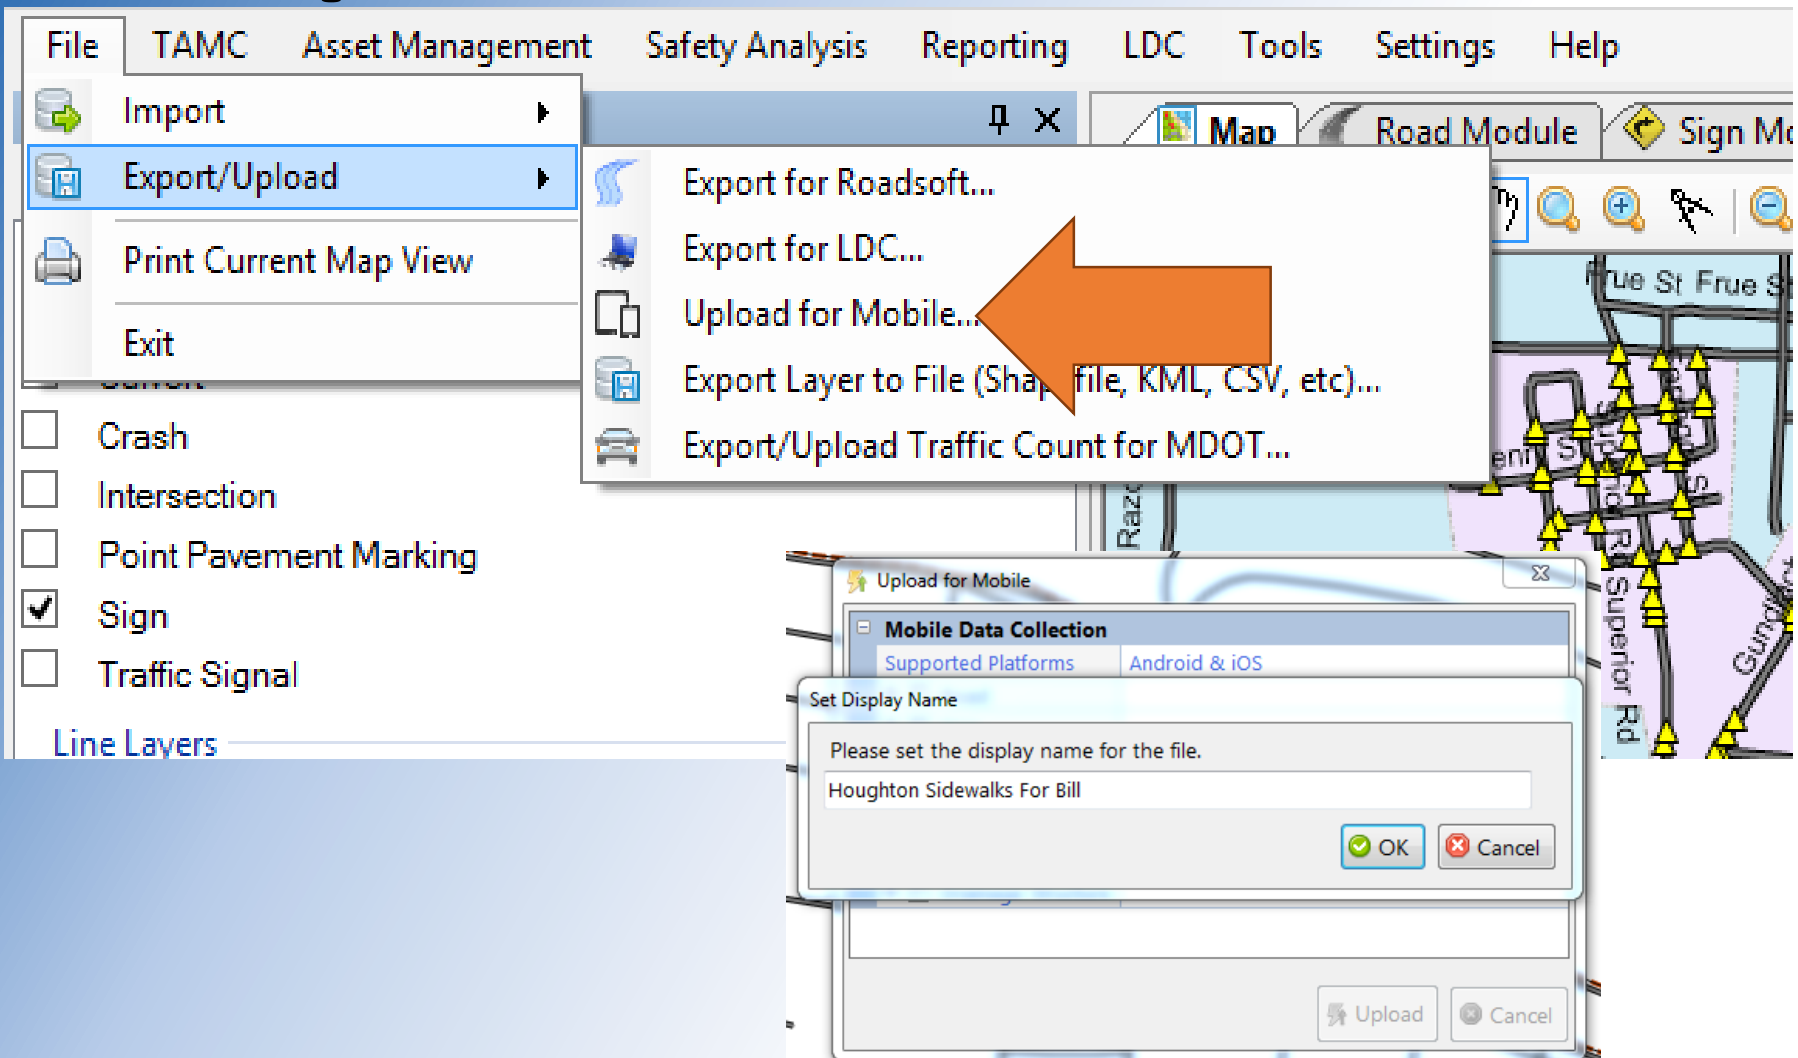 File TAMC Asset Management Safety Analysis Reporting LDC Tools Settings Help
Import
Export/Upload
Print Current Map View
Exit
Export for Roadsoft...
Export for LDC...
Upload for Mobile...
Export Layer to File (Shapefile, KML, CSV, etc)...
Export/Upload Traffic Count for MDOT...
Map Road Module Sign Mo
Crash
Intersection
Point Pavement Marking
Sign
Traffic Signal
Line Layers
Frue St Frue S
Superior Rd
Upload for Mobile
Mobile Data Collection
Supported Platforms Android & iOS
Set Display Name
Please set the display name for the file.
Houghton Sidewalks For Bill
OK Cancel
Upload Cancel